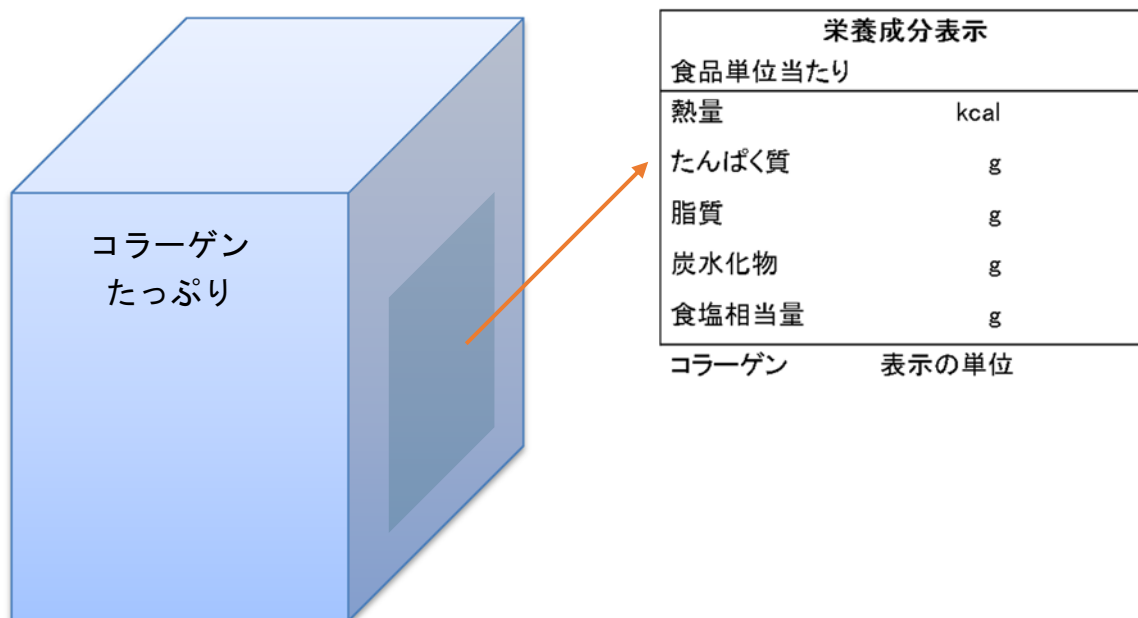 コラーゲン
たっぷり
栄養成分表示
食品単位当たり
熱量 kcal
たんぱく質 g
脂質 g
炭水化物 g
食塩相当量 g
コラーゲン 表示の単位